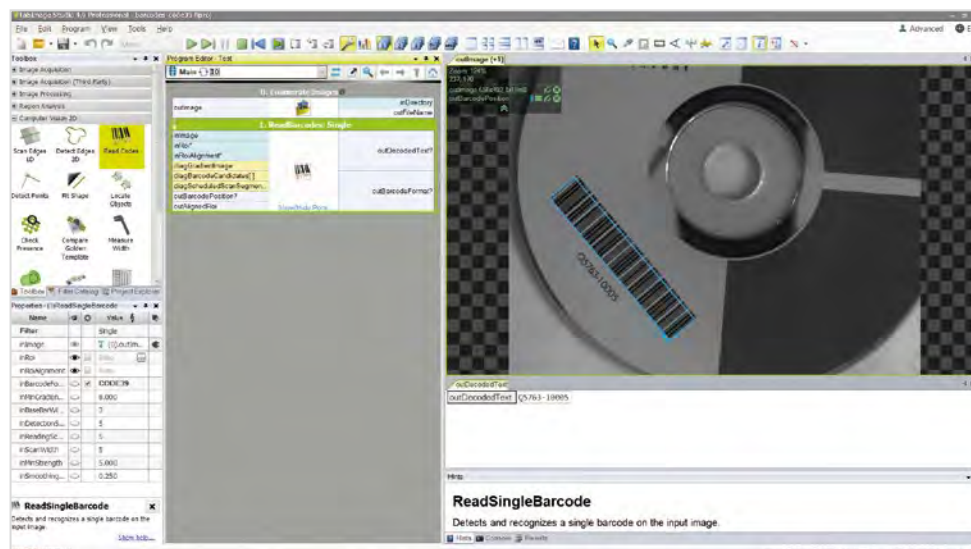 File Edit Program View Tools Help
Advanced
Toolbox
Program Editor - Test
outImage [+1]
Image Acquisition
Image Acquisition (Third Party)
Image Processing
Region Analysis
Computer Vision 2D
Scan Edges 1D
Detect Edges 2D
Read Codes
Detect Points
Fit Shape
Locate Objects
Check Presence
Compare Golden Template
Measure Width
Toolbox
Filter Catalog
Project Explorer
Main
0. Enumerate Images
outImage
inDirectory
outFileName
1. ReadBarcodes: Single
inImage
inRoi*
inRoiAlignment*
diagGradientImage
diagBarcodeCandidates[]
diagScheduledScanSegmen...
outBarcodePosition?
outAlignedRoi
outDecodedText?
outBarcodeFormat?
Show/Hide Ports
Q5763-10005
outDecodedText
outDecodedText Q5763-10005
Name Value
Filter Single
inImage
inRoi Auto
inRoiAlignment Auto
inBarcodeFo... CODE39
inMinGradien... 8.000
inDetectionS... 5
inReadingSc... 5
inScanWidth 5
inMinStrength 5.000
inSmoothing... 0.250
ReadSingleBarcode
Detects and recognizes a single barcode on the input image.
Show help...
Hints
ReadSingleBarcode
Detects and recognizes a single barcode on the input image.
Hints Console Results